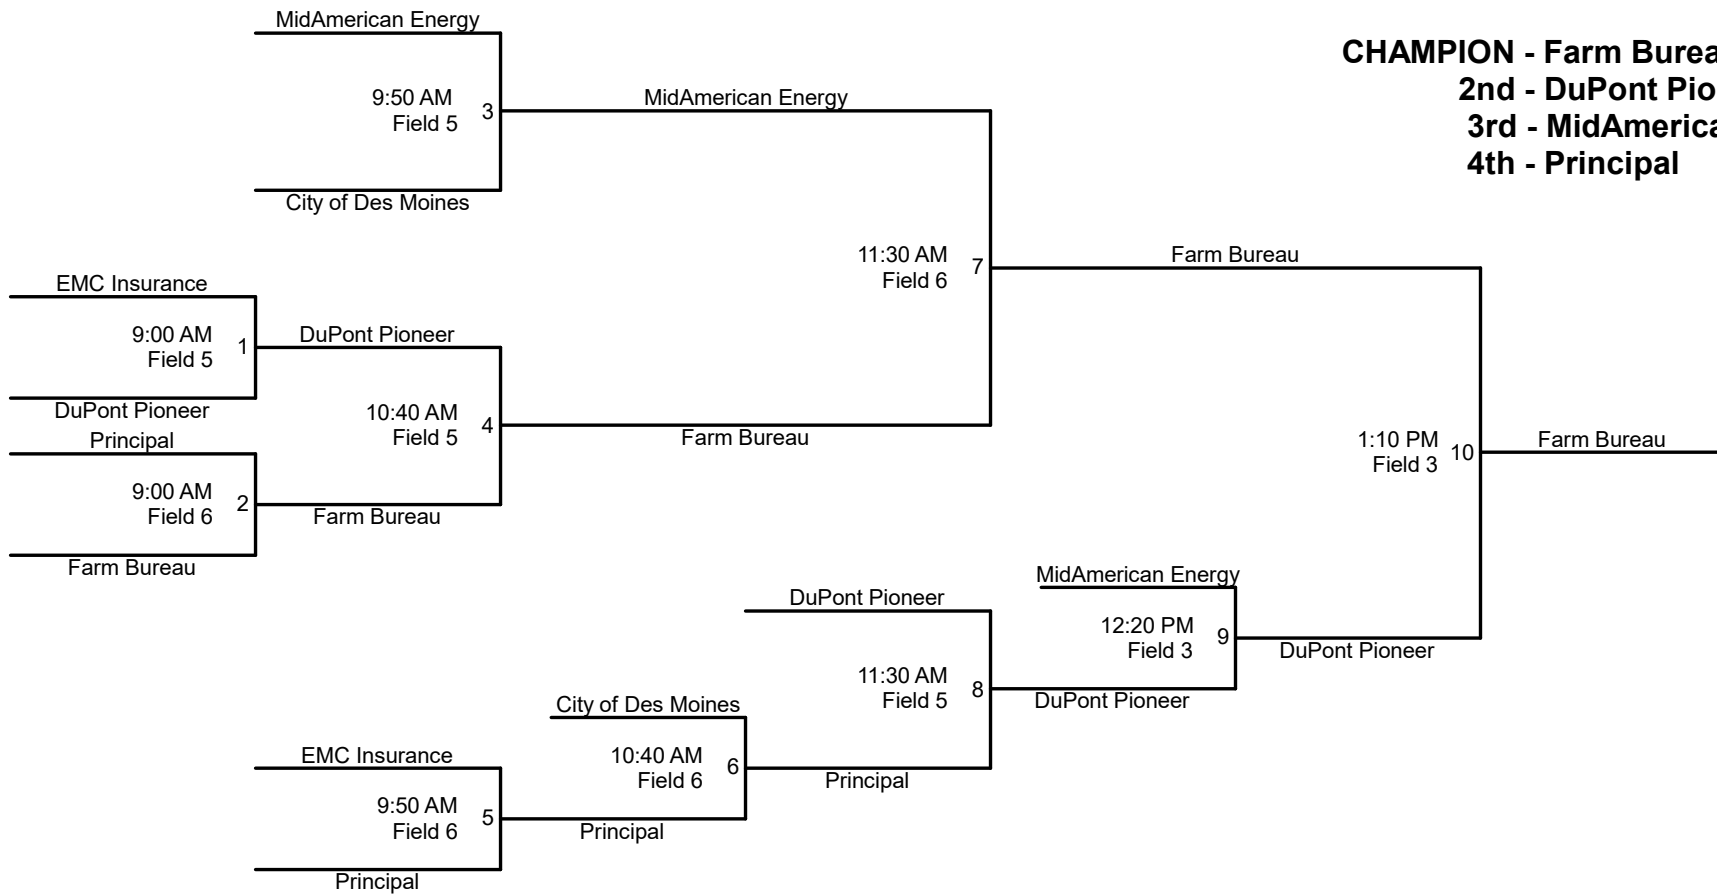 MidAmerican Energy
CHAMPION - Farm Burea
2nd - DuPont Pio
3rd - MidAmerica
4th - Principal
9:50 AM
Field 5
3
MidAmerican Energy
City of Des Moines
11:30 AM
Field 6
7
Farm Bureau
EMC Insurance
9:00 AM
Field 5
1
DuPont Pioneer
DuPont Pioneer
10:40 AM
Field 5
4
Farm Bureau
Principal
9:00 AM
Field 6
2
Farm Bureau
Farm Bureau
1:10 PM
Field 3
10
Farm Bureau
MidAmerican Energy
12:20 PM
Field 3
9
DuPont Pioneer
DuPont Pioneer
11:30 AM
Field 5
8
DuPont Pioneer
City of Des Moines
10:40 AM
Field 6
6
Principal
EMC Insurance
9:50 AM
Field 6
5
Principal
Principal